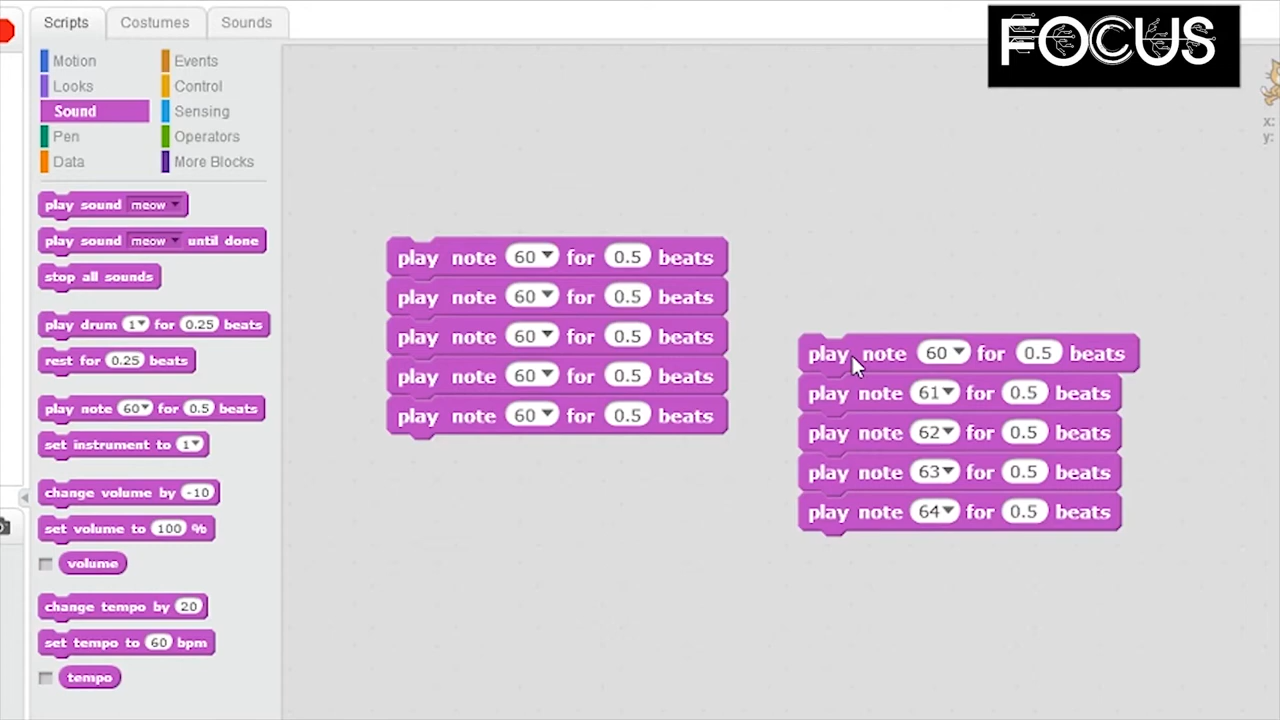 Scripts Costumes Sounds
FOCUS
Motion Events
Looks Control
Sound Sensing
Pen Operators
Data More Blocks
play sound meow
play sound meow until done
stop all sounds
play drum 1 for 0.25 beats
rest for 0.25 beats
play note 60 for 0.5 beats
set instrument to 1
change volume by -10
set volume to 100 %
volume
change tempo by 20
set tempo to 60 bpm
tempo
play note 60 for 0.5 beats
play note 60 for 0.5 beats
play note 60 for 0.5 beats
play note 60 for 0.5 beats
play note 60 for 0.5 beats
play note 60 for 0.5 beats
play note 61 for 0.5 beats
play note 62 for 0.5 beats
play note 63 for 0.5 beats
play note 64 for 0.5 beats
x:
y: